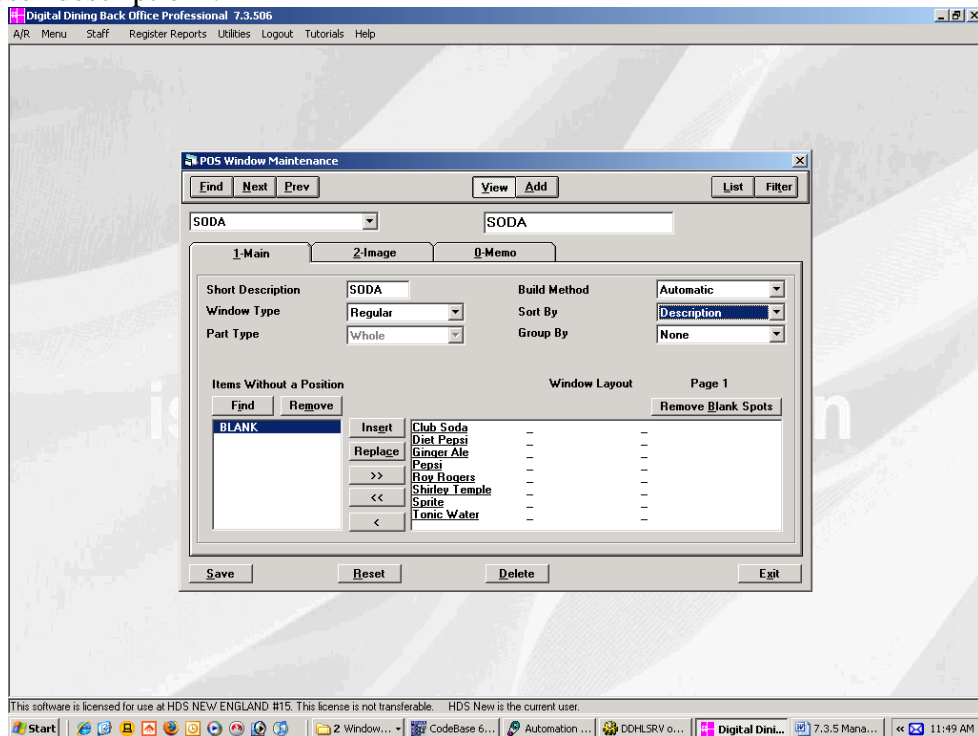 Digital Dining Back Office Professional 7.3.506
A/R Menu Staff Register Reports Utilities Logout Tutorials Help
POS Window Maintenance
Find Next Prev View Add List Filter
SODA SODA
1-Main 2-Image 0-Memo
Short Description SODA Build Method Automatic
Window Type Regular Sort By Description
Part Type Whole Group By None
Items Without a Position Window Layout Page 1
Find Remove Remove Blank Spots
BLANK Insert Club Soda _ _
Diet Pepsi _ _
Replace Ginger Ale _ _
Pepsi _ _
>> Roy Rogers _ _
Shirley Temple _ _
<< Sprite _ _
Tonic Water _ _
<
Save Reset Delete Exit
This software is licensed for use at HDS NEW ENGLAND #15. This license is not transferable. HDS New is the current user.
Start 2 Window... CodeBase 6... Automation ... DDHLSRV o... Digital Dini... 7.3.5 Mana... « 11:49 AM